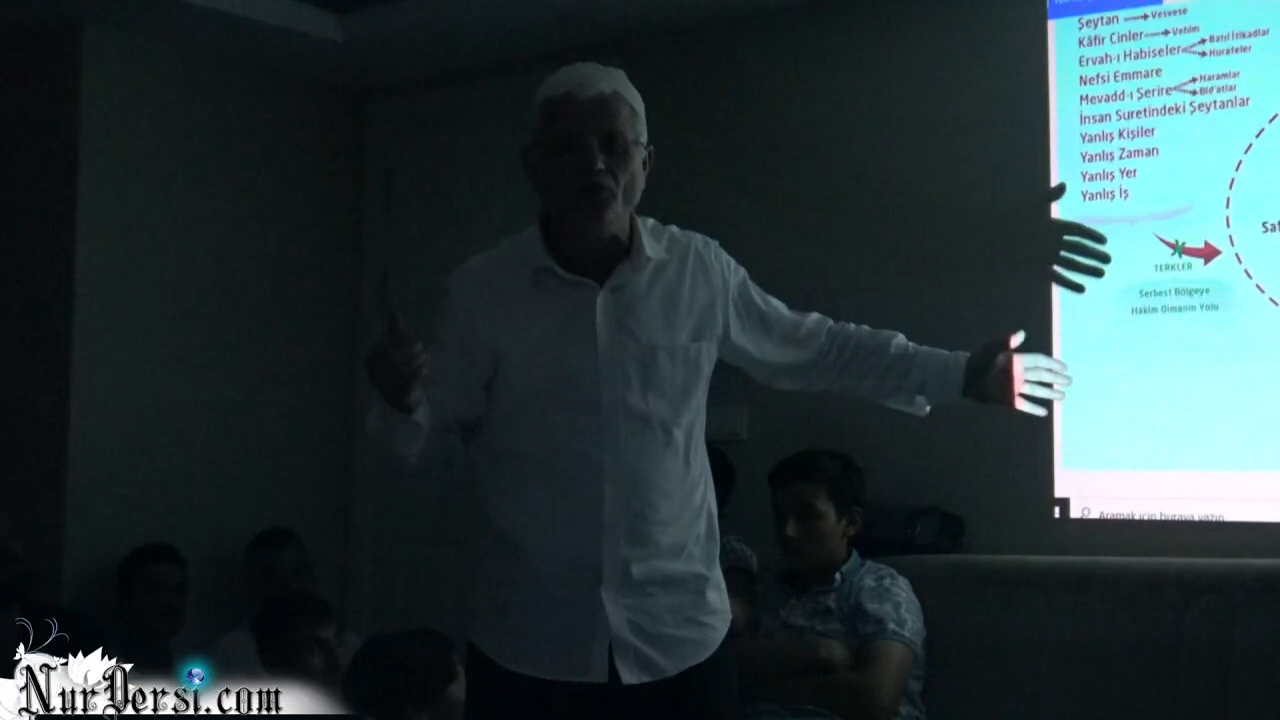 Şeytan Vesvese
Kâfir Cinler Vehim
Ervah-ı Habiseler Batıl İtikadlar
Hurafeler
Nefsi Emmare
Mevadd-ı Şerire Haramlar
Bid'atlar
İnsan Suretindeki Şeytanlar
Yanlış Kişiler
Yanlış Zaman
Yanlış Yer
Yanlış İş
TERKLER
Serbest Bölgeye
Hakim Olmanın Yolu
Aramak için buraya yazın
NurDersi.com